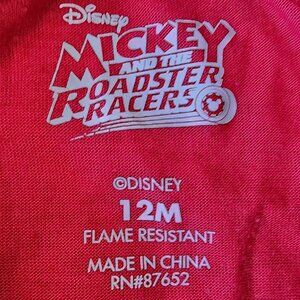 Disney
MICKEY
AND THE
ROADSTER
RACERS
©DISNEY
12M
FLAME RESISTANT
MADE IN CHINA
RN#87652